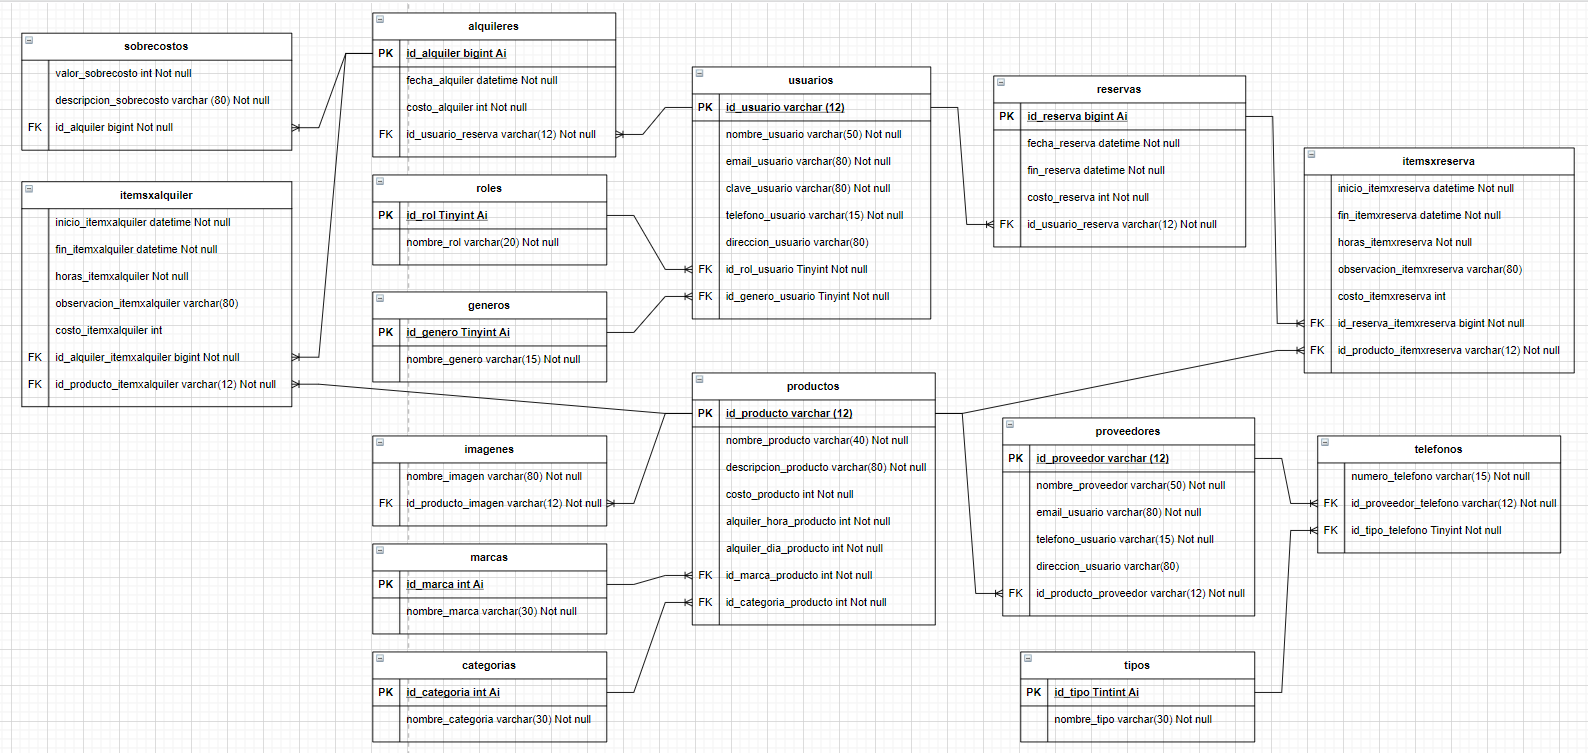 sobrecostos
valor_sobrecosto int Not null
descripcion_sobrecosto varchar (80) Not null
FK id_alquiler bigint Not null
itemsxalquiler
inicio_itemxalquiler datetime Not null
fin_itemxalquiler datetime Not null
horas_itemxalquiler Not null
observacion_itemxalquiler varchar(80)
costo_itemxalquiler int
FK id_alquiler_itemxalquiler bigint Not null
FK id_producto_itemxalquiler varchar(12) Not null
alquileres
PK id_alquiler bigint Ai
fecha_alquiler datetime Not null
costo_alquiler int Not null
FK id_usuario_reserva varchar(12) Not null
roles
PK id_rol Tinyint Ai
nombre_rol varchar(20) Not null
generos
PK id_genero Tinyint Ai
nombre_genero varchar(15) Not null
imagenes
nombre_imagen varchar(80) Not null
FK id_producto_imagen varchar(12) Not null
marcas
PK id_marca int Ai
nombre_marca varchar(30) Not null
categorias
PK id_categoria int Ai
nombre_categoria varchar(30) Not null
usuarios
PK id_usuario varchar (12)
nombre_usuario varchar(50) Not null
email_usuario varchar(80) Not null
clave_usuario varchar(80) Not null
telefono_usuario varchar(15) Not null
direccion_usuario varchar(80)
FK id_rol_usuario Tinyint Not null
FK id_genero_usuario Tinyint Not null
productos
PK id_producto varchar (12)
nombre_producto varchar(40) Not null
descripcion_producto varchar(80) Not null
costo_producto int Not null
alquiler_hora_producto int Not null
alquiler_dia_producto int Not null
FK id_marca_producto int Not null
FK id_categoria_producto int Not null
reservas
PK id_reserva bigint Ai
fecha_reserva datetime Not null
fin_reserva datetime Not null
costo_reserva int Not null
FK id_usuario_reserva varchar(12) Not null
proveedores
PK id_proveedor varchar (12)
nombre_proveedor varchar(50) Not null
email_usuario varchar(80) Not null
telefono_usuario varchar(15) Not null
direccion_usuario varchar(80)
FK id_producto_proveedor varchar(12) Not null
tipos
PK id_tipo Tintint Ai
nombre_tipo varchar(30) Not null
itemsxreserva
inicio_itemxreserva datetime Not null
fin_itemxreserva datetime Not null
horas_itemxreserva Not null
observacion_itemxreserva varchar(80)
costo_itemxreserva int
FK id_reserva_itemxreserva bigint Not null
FK id_producto_itemxreserva varchar(12) Not null
telefonos
numero_telefono varchar(15) Not null
FK id_proveedor_telefono varchar(12) Not null
FK id_tipo_telefono Tinyint Not null